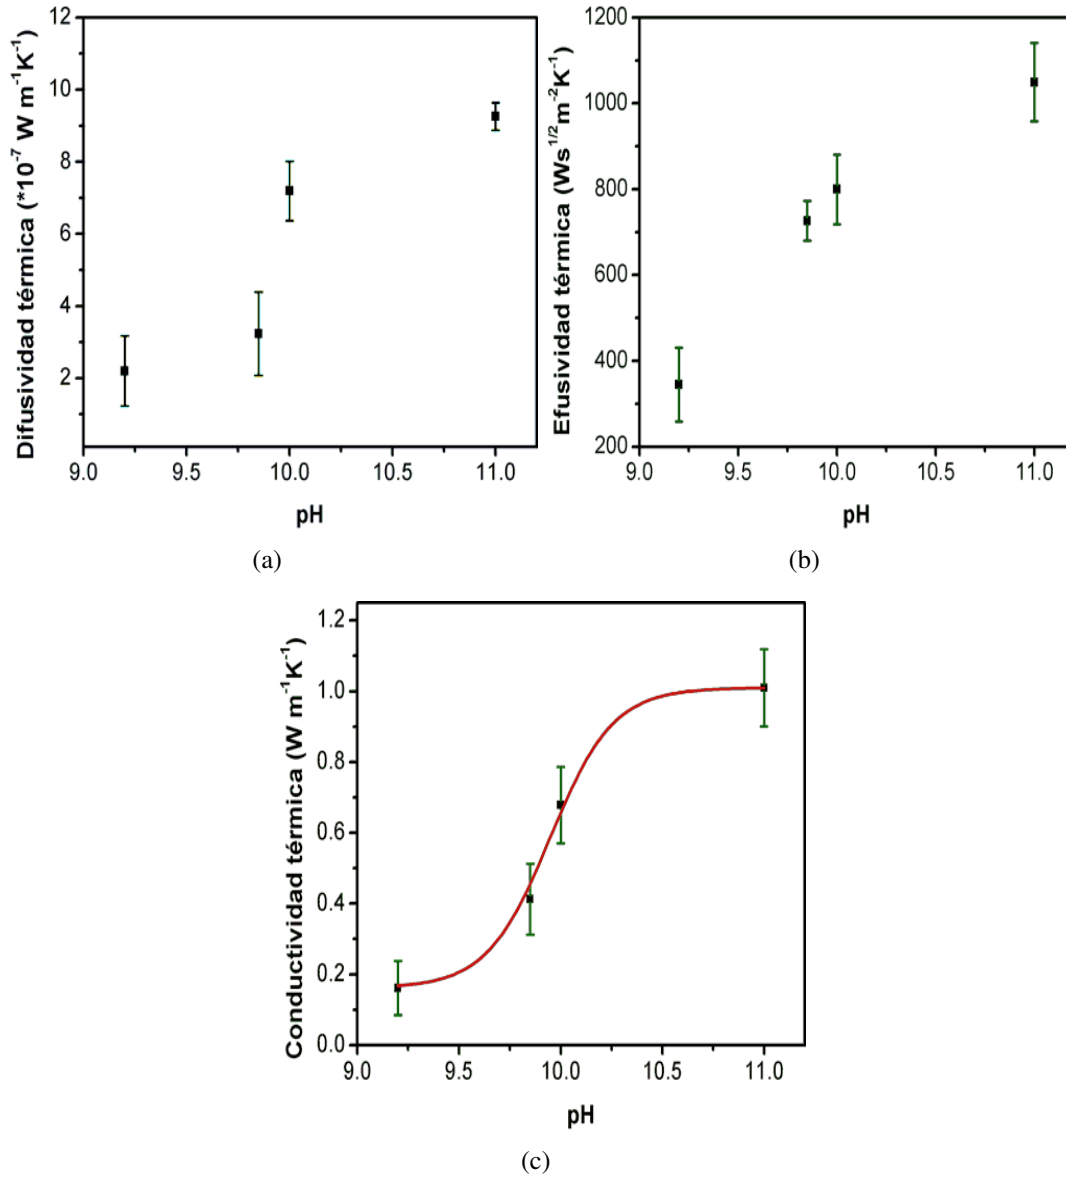 Difusividad térmica (*10⁻⁷ W m⁻¹K⁻¹)
12
10
8
6
4
2
9.0 9.5 10.0 10.5 11.0
pH
(a)
Efusividad térmica (Ws¹/²m⁻²K⁻¹)
1200
1000
800
600
400
200
9.0 9.5 10.0 10.5 11.0
pH
(b)
Conductividad térmica (W m⁻¹K⁻¹)
1.2
1.0
0.8
0.6
0.4
0.2
0.0
9.0 9.5 10.0 10.5 11.0
pH
(c)